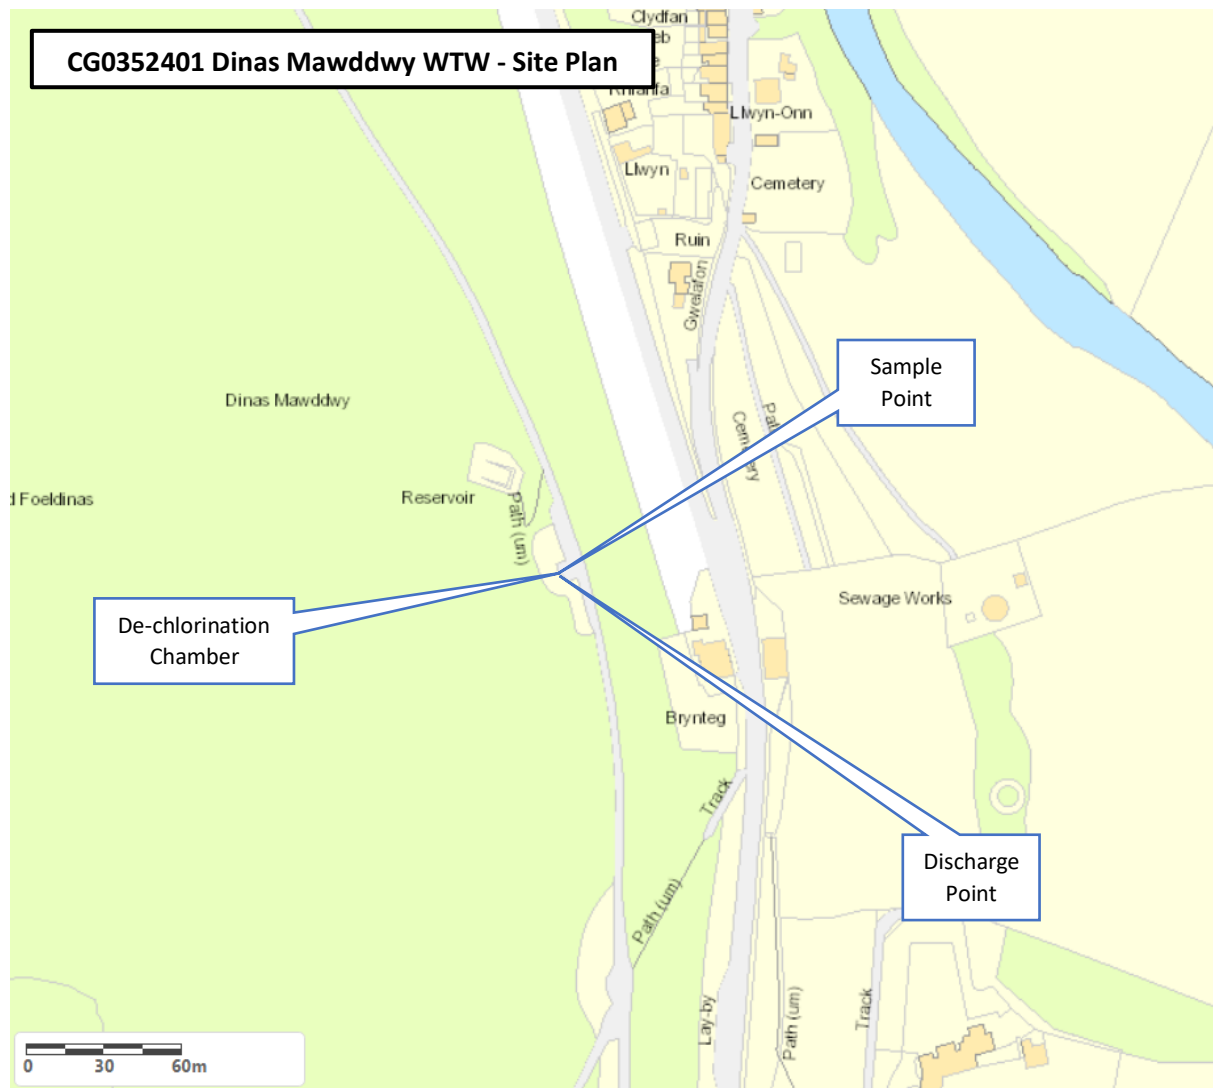 Clydfan
CG0352401 Dinas Mawddwy WTW - Site Plan
Llwyn-Onn
Llwyn
Cemetery
Ruin
Gwelafon
Sample
Point
Dinas Mawddwy
Path
Cemetery
Foeldinas
Reservoir
Path (um)
De-chlorination
Chamber
Sewage Works
Brynteg
Track
Discharge
Point
Path (um)
Lay-by
Path (um)
Track
0 30 60m